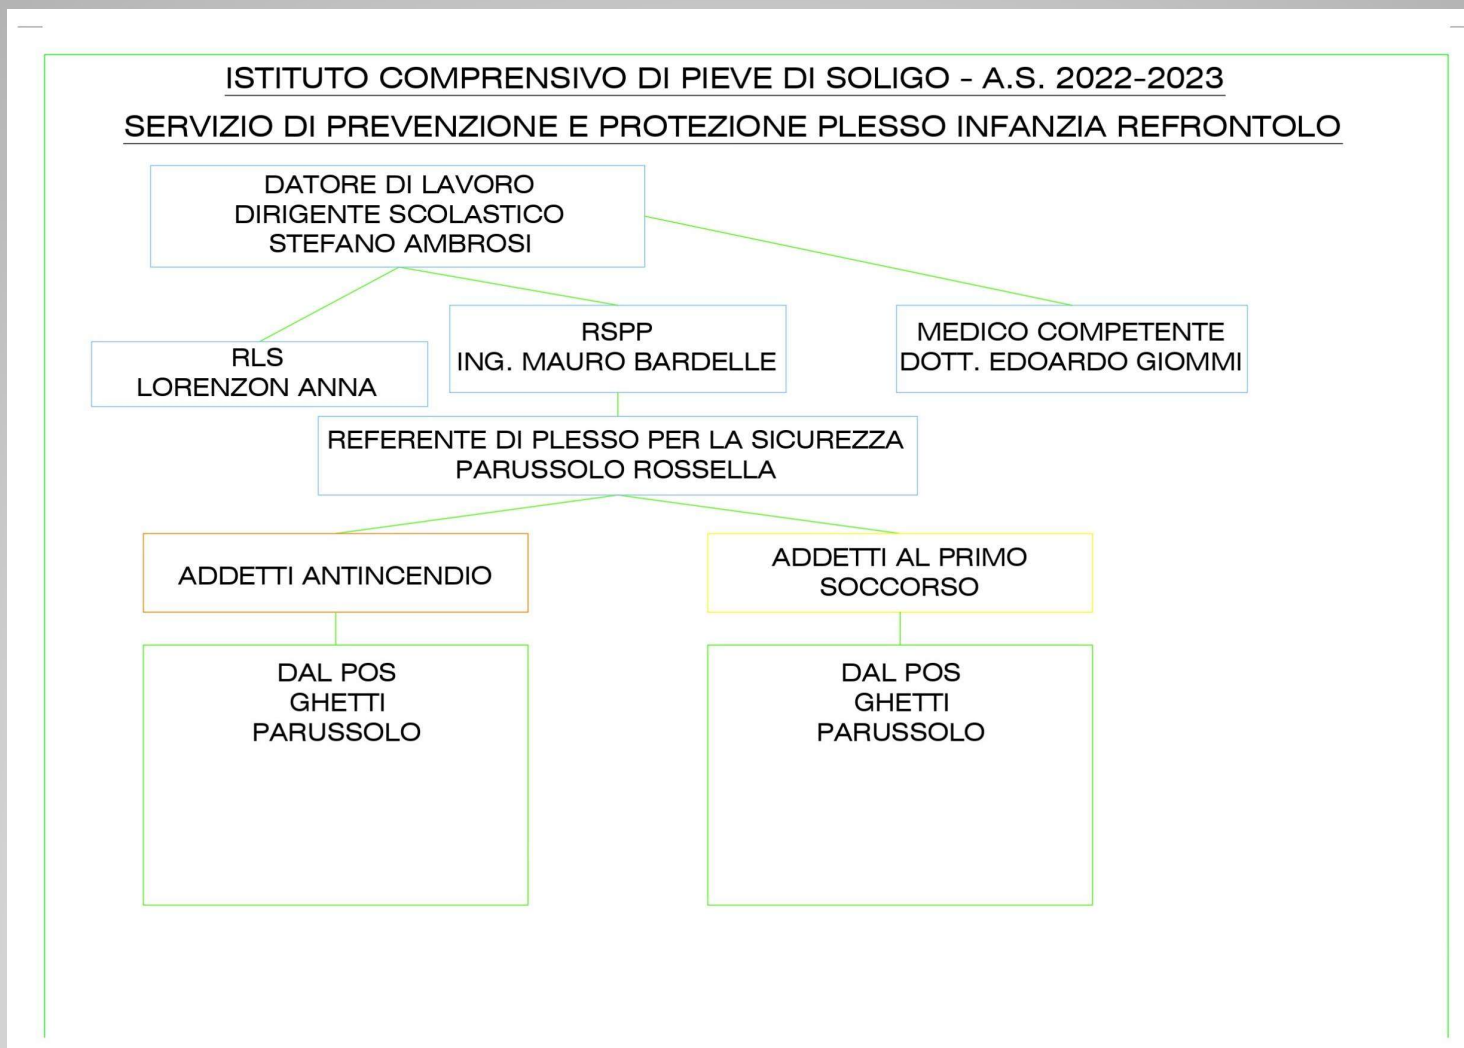 ISTITUTO COMPRENSIVO DI PIEVE DI SOLIGO - A.S. 2022-2023
SERVIZIO DI PREVENZIONE E PROTEZIONE PLESSO INFANZIA REFRONTOLO
DATORE DI LAVORO
DIRIGENTE SCOLASTICO
STEFANO AMBROSI
RLS
LORENZON ANNA
RSPP
ING. MAURO BARDELLE
MEDICO COMPETENTE
DOTT. EDOARDO GIOMMI
REFERENTE DI PLESSO PER LA SICUREZZA
PARUSSOLO ROSSELLA
ADDETTI ANTINCENDIO
ADDETTI AL PRIMO
SOCCORSO
DAL POS
GHETTI
PARUSSOLO
DAL POS
GHETTI
PARUSSOLO